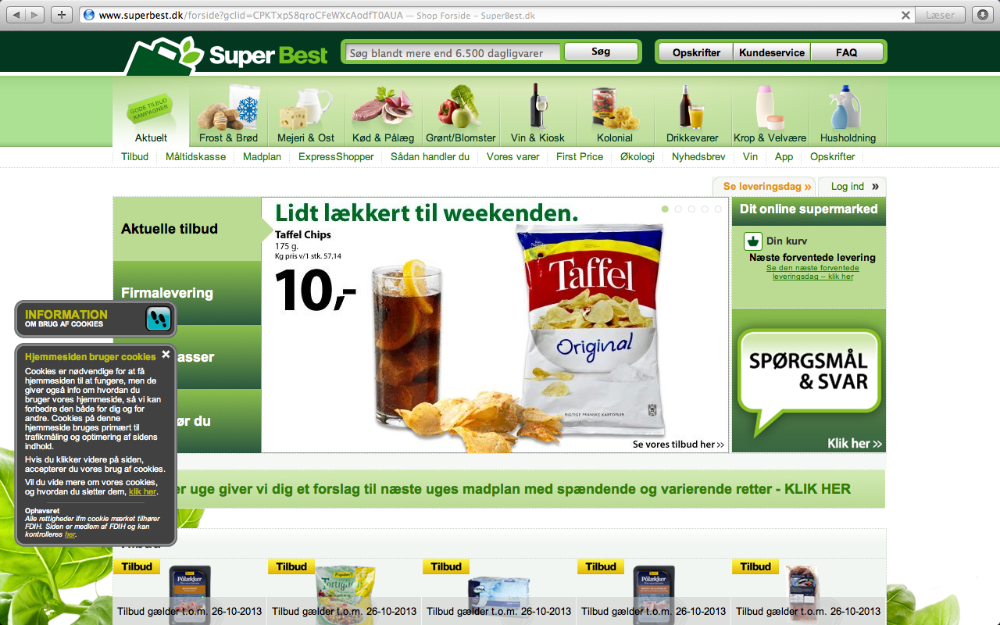 www.superbest.dk/forside?gclid=CPKTxpS8qroCFeWXcAodfT0AUA — Shop Forside – SuperBest.dk
Læser
Super Best
Søg blandt mere end 6.500 dagligvarer
Søg
Opskrifter
Kundeservice
FAQ
GODE TILBUD
KAMPAGNER
Aktuelt
Frost & Brød
Mejeri & Ost
Kød & Pålæg
Grønt/Blomster
Vin & Kiosk
Kolonial
Drikkevarer
Krop & Velvære
Husholdning
Tilbud
Måltidskasse
Madplan
ExpressShopper
Sådan handler du
Vores varer
First Price
Økologi
Nyhedsbrev
Vin
App
Opskrifter
Se leveringsdag »
Log ind »
Aktuelle tilbud
Firmalevering
asser
ør du
Lidt lækkert til weekenden.
Taffel Chips
175 g.
Kg pris v/1 stk. 57,14
10,-
Taffel
Original
RIGTIGE FRANSKE KARTOFLER
Se vores tilbud her >>
Dit online supermarked
Din kurv
Næste forventede levering
Se den næste forventede
leveringsdag – klik her
SPØRGSMÅL
& SVAR
Klik her >>
INFORMATION
OM BRUG AF COOKIES
Hjemmesiden bruger cookies
Cookies er nødvendige for at få
hjemmesiden til at fungere, men de
giver også info om hvordan du
bruger vores hjemmeside, så vi kan
forbedre den både for dig og for
andre. Cookies på denne
hjemmeside bruges primært til
trafikmåling og optimering af sidens
indhold.
Hvis du klikker videre på siden,
accepterer du vores brug af cookies.
Vil du vide mere om vores cookies,
og hvordan du sletter dem, klik her.
Ophavsret
Alle rettigheder ifm cookie mærket tilhører
FDIH. Siden er medlem af FDIH og kan
kontrolleres her.
er uge giver vi dig et forslag til næste uges madplan med spændende og varierende retter - KLIK HER
Tilbud
Tilbud
Pålækker
Tilbud gælder t.o.m. 26-10-2013
Tilbud
Tilbud gælder t.o.m. 26-10-2013
Tilbud
TENA
Tilbud gælder t.o.m. 26-10-2013
Tilbud
Pålækker
Tilbud gælder t.o.m. 26-10-2013
Tilbud
Tilbud gælder t.o.m. 26-10-2013